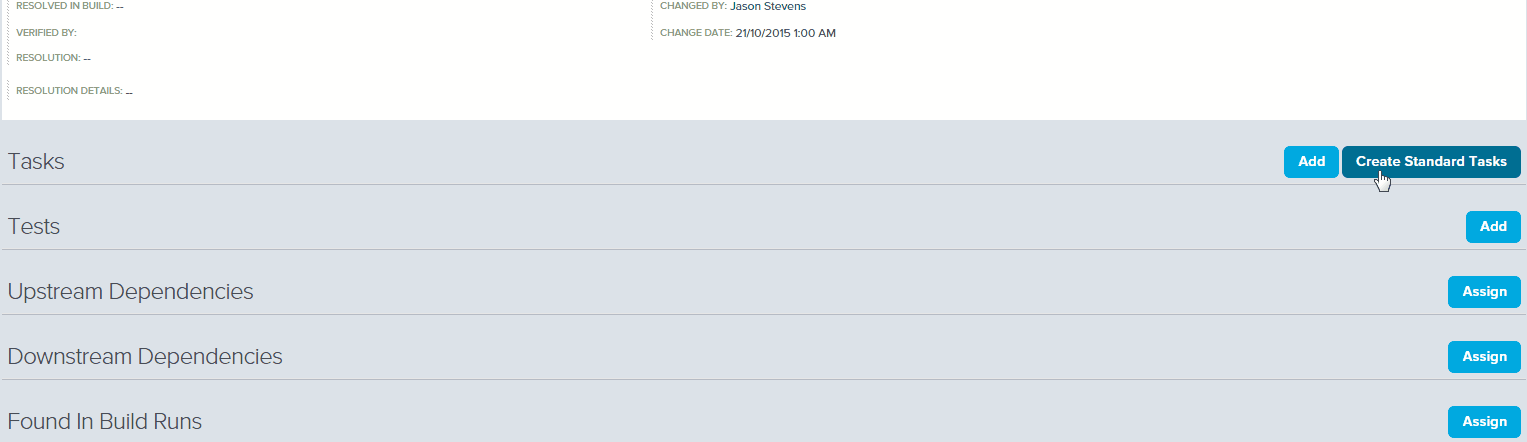 RESOLVED IN BUILD: -- CHANGED BY: Jason Stevens
VERIFIED BY: CHANGE DATE: 21/10/2015 1:00 AM
RESOLUTION: --
RESOLUTION DETAILS: --
Tasks Add Create Standard Tasks
Tests Add
Upstream Dependencies Assign
Downstream Dependencies Assign
Found In Build Runs Assign